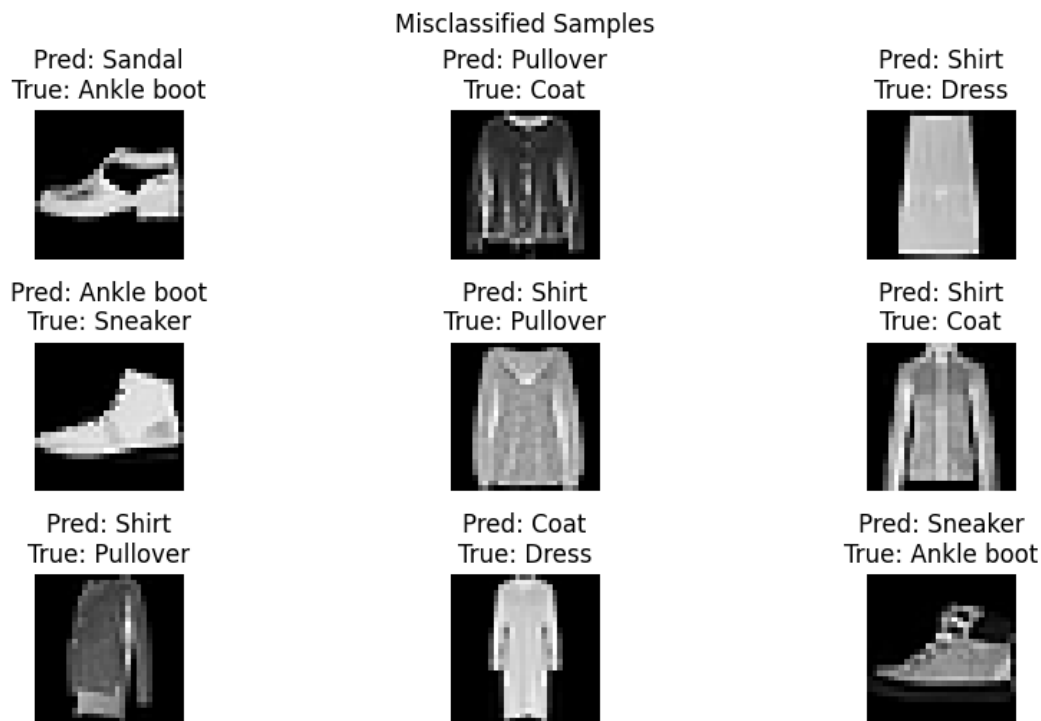 Misclassified Samples
Pred: Sandal
True: Ankle boot
Pred: Pullover
True: Coat
Pred: Shirt
True: Dress
Pred: Ankle boot
True: Sneaker
Pred: Shirt
True: Pullover
Pred: Shirt
True: Coat
Pred: Shirt
True: Pullover
Pred: Coat
True: Dress
Pred: Sneaker
True: Ankle boot